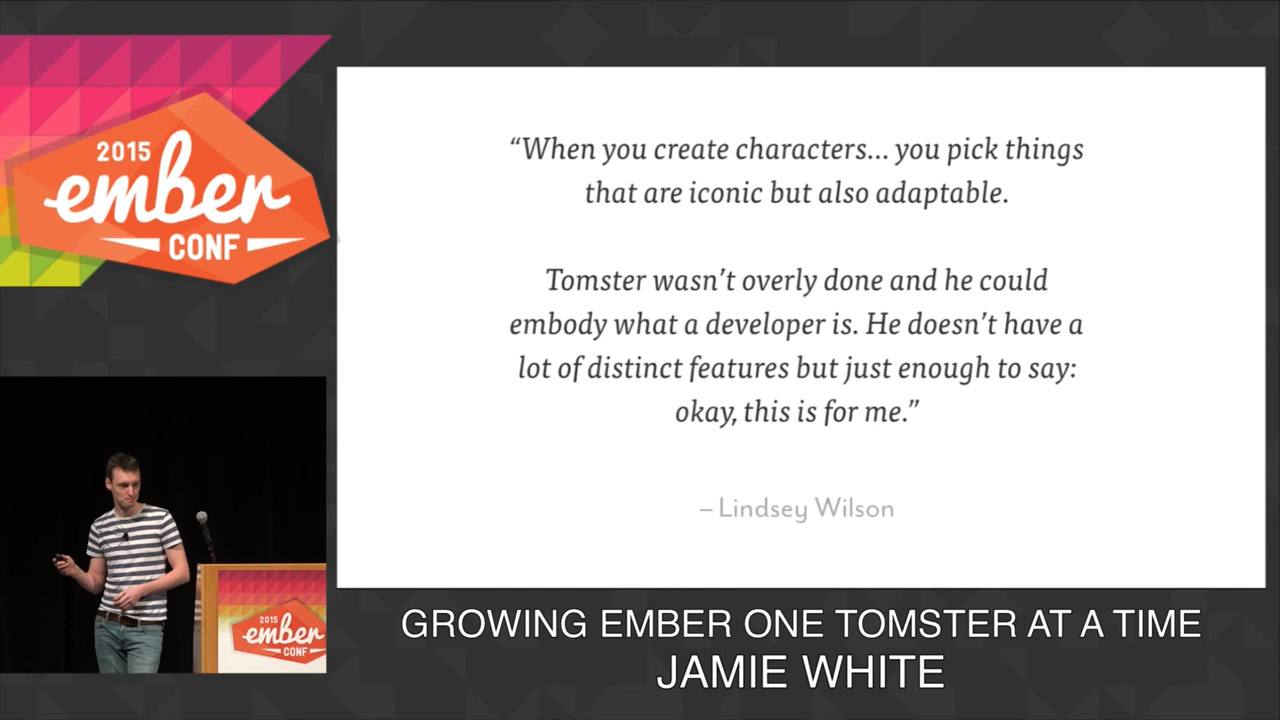 2015
ember
CONF
“When you create characters... you pick things
that are iconic but also adaptable.
Tomster wasn’t overly done and he could
embody what a developer is. He doesn’t have a
lot of distinct features but just enough to say:
okay, this is for me.”
– Lindsey Wilson
2015
ember
CONF
GROWING EMBER ONE TOMSTER AT A TIME
JAMIE WHITE